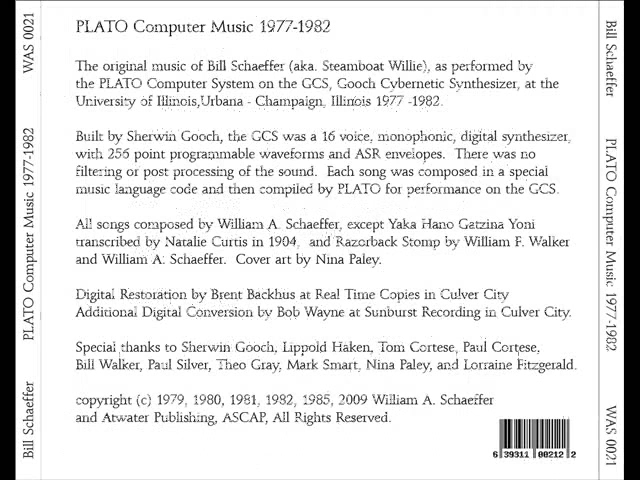 PLATO Computer Music 1977-1982
The original music of Bill Schaeffer (aka. Steamboat Willie), as performed by
the PLATO Computer System on the GCS, Gooch Cybernetic Synthesizer, at the
University of Illinois,Urbana - Champaign, Illinois 1977 -1982.
Built by Sherwin Gooch, the GCS was a 16 voice, monophonic, digital synthesizer,
with 256 point programmable waveforms and ASR envelopes. There was no
filtering or post processing of the sound. Each song was composed in a special
music language code and then compiled by PLATO for performance on the GCS.
All songs composed by William A. Schaeffer, except Yaka Hano Gatzina Yoni
transcribed by Natalie Curtis in 1904, and Razorback Stomp by William F. Walker
and William A. Schaeffer. Cover art by Nina Paley.
Digital Restoration by Brent Backhus at Real Time Copies in Culver City
Additional Digital Conversion by Bob Wayne at Sunburst Recording in Culver City.
Special thanks to Sherwin Gooch, Lippold Haken, Tom Cortese, Paul Cortese,
Bill Walker, Paul Silver, Theo Gray, Mark Smart, Nina Paley, and Lorraine Fitzgerald.
copyright (c) 1979, 1980, 1981, 1982, 1985, 2009 William A. Schaeffer
and Atwater Publishing, ASCAP, All Rights Reserved.
6 39311 00212 2
Bill Schaeffer PLATO Computer Music 1977-1982 WAS 0021
Bill Schaeffer PLATO Computer Music 1977-1982 WAS 0021